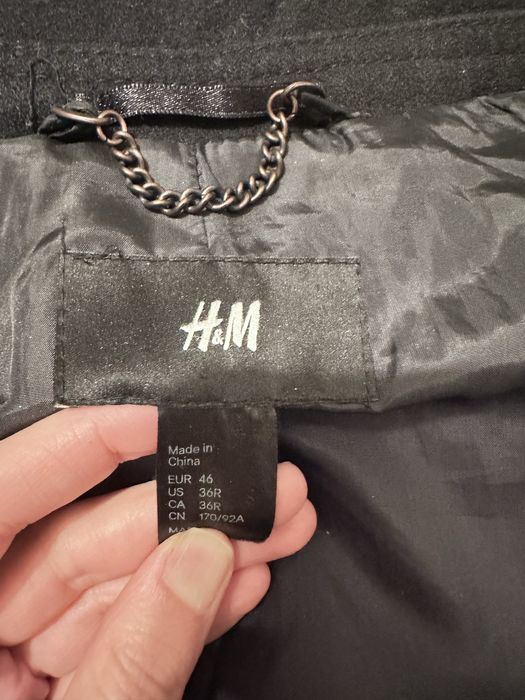 H&M
Made in
China
EUR 46
US 36R
CA 36R
CN 170/92A